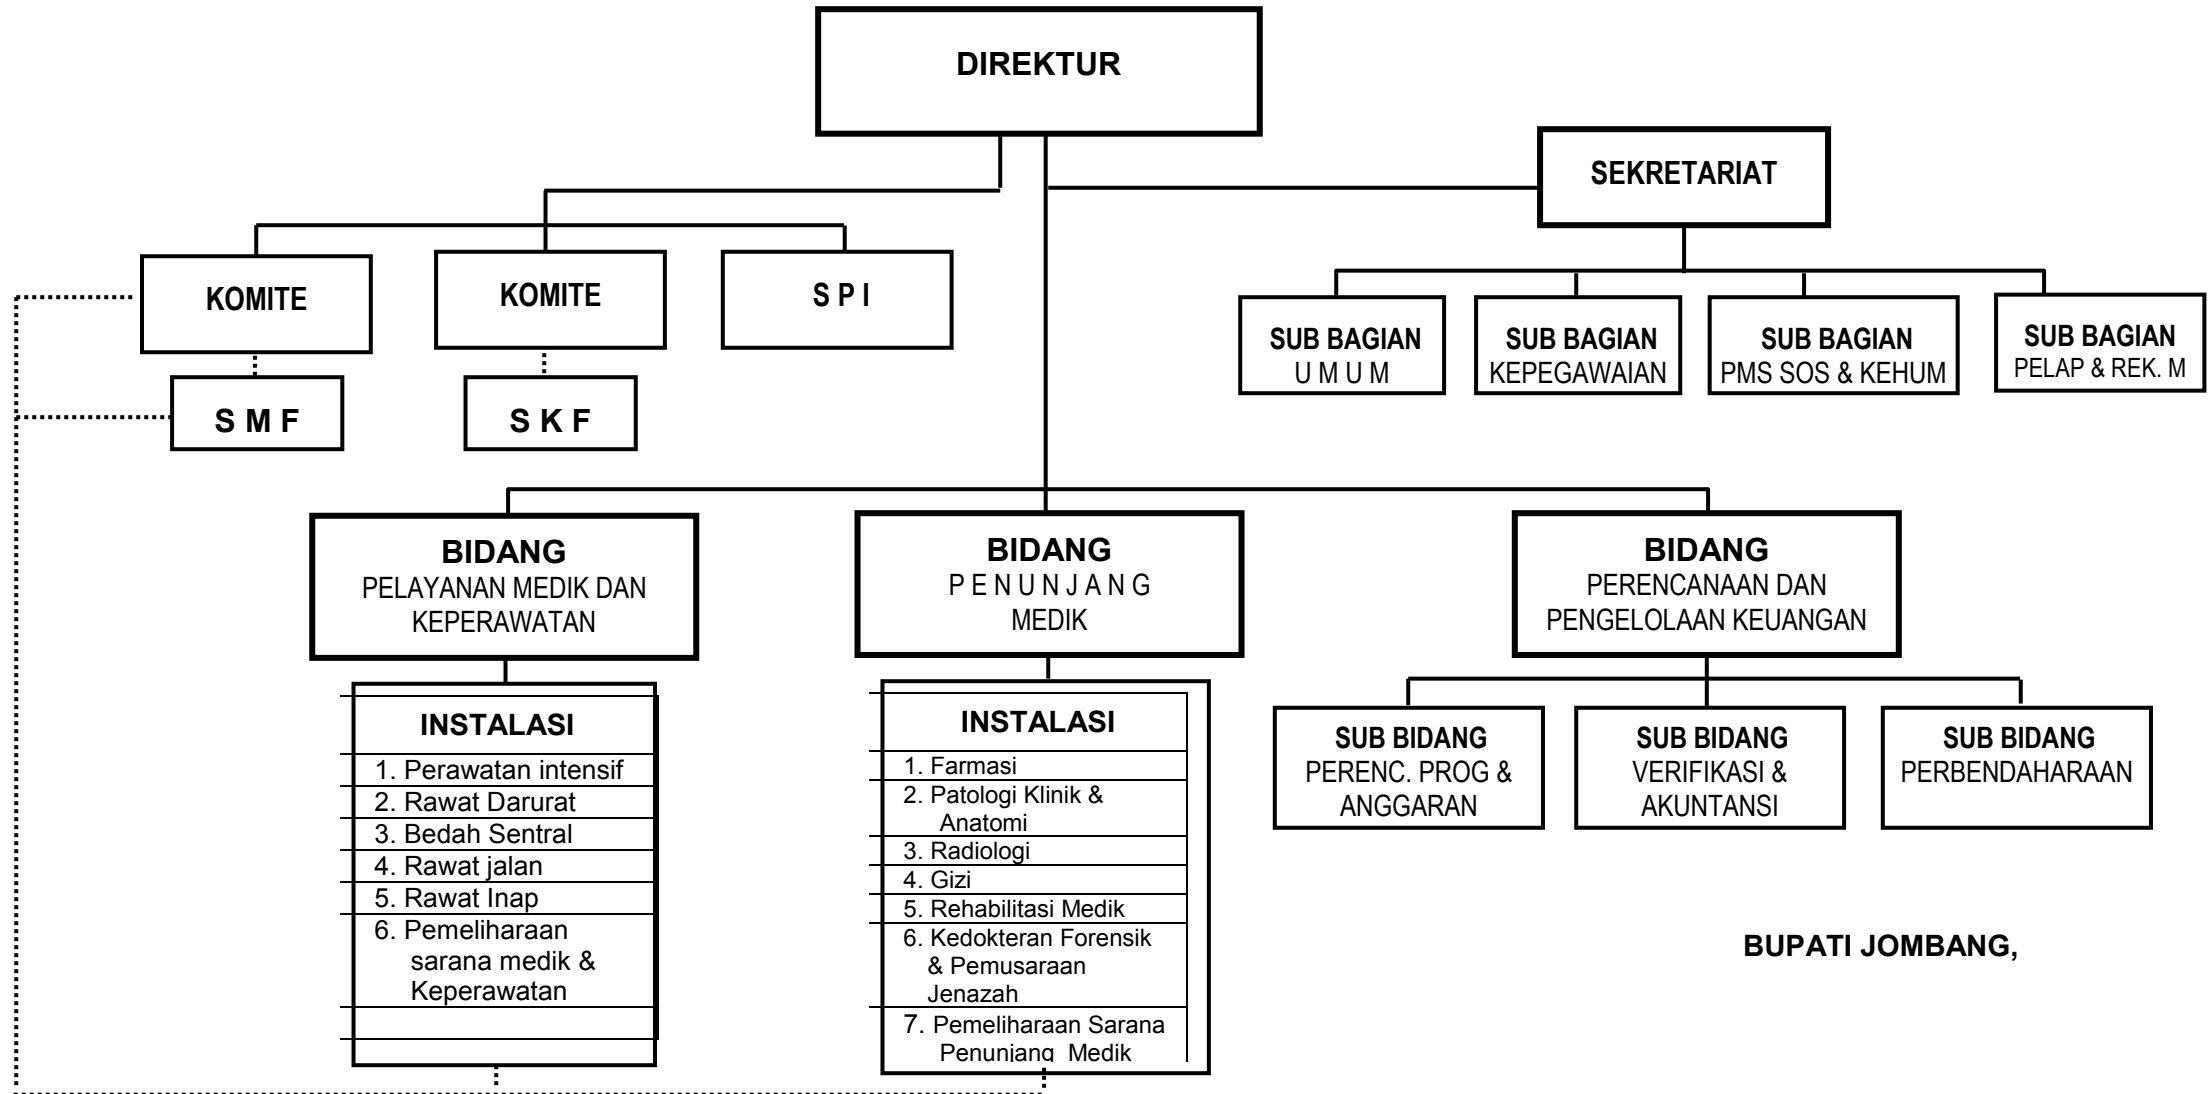 DIREKTUR
SEKRETARIAT
KOMITE
KOMITE
S P I
SUB BAGIAN
U M U M
SUB BAGIAN
KEPEGAWAIAN
SUB BAGIAN
PMS SOS & KEHUM
SUB BAGIAN
PELAP & REK. M
S M F
S K F
BIDANG
PELAYANAN MEDIK DAN
KEPERAWATAN
BIDANG
P E N U N J A N G
MEDIK
BIDANG
PERENCANAAN DAN
PENGELOLAAN KEUANGAN
INSTALASI
1. Perawatan intensif
2. Rawat Darurat
3. Bedah Sentral
4. Rawat jalan
5. Rawat Inap
6. Pemeliharaan
sarana medik &
Keperawatan
INSTALASI
1. Farmasi
2. Patologi Klinik &
Anatomi
3. Radiologi
4. Gizi
5. Rehabilitasi Medik
6. Kedokteran Forensik
& Pemusaraan
Jenazah
7. Pemeliharaan Sarana
Penunjang Medik
SUB BIDANG
PERENC. PROG &
ANGGARAN
SUB BIDANG
VERIFIKASI &
AKUNTANSI
SUB BIDANG
PERBENDAHARAAN
BUPATI JOMBANG,